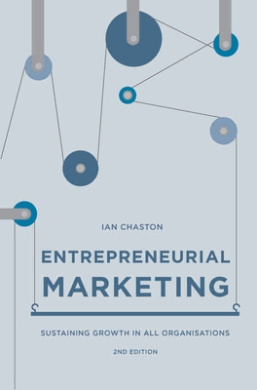 IAN CHASTON
ENTREPRENEURIAL
MARKETING
SUSTAINING GROWTH IN ALL ORGANISATIONS
2ND EDITION